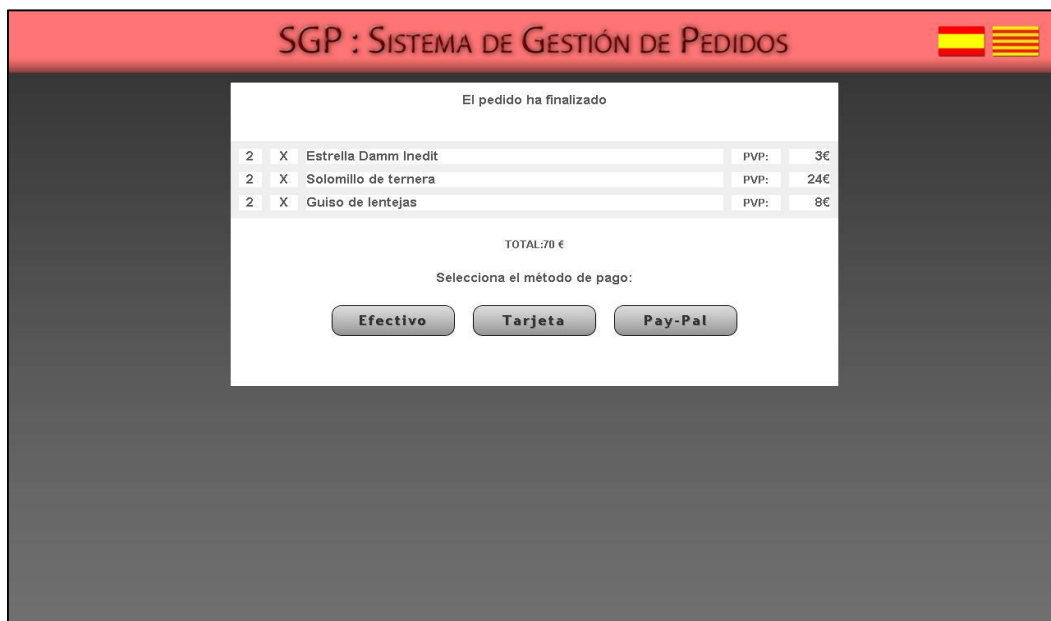 SGP : SISTEMA DE GESTIÓN DE PEDIDOS
El pedido ha finalizado
2 X Estrella Damm Inedit PVP: 3€
2 X Solomillo de ternera PVP: 24€
2 X Guiso de lentejas PVP: 8€
TOTAL:70 €
Selecciona el método de pago:
Efectivo Tarjeta Pay-Pal